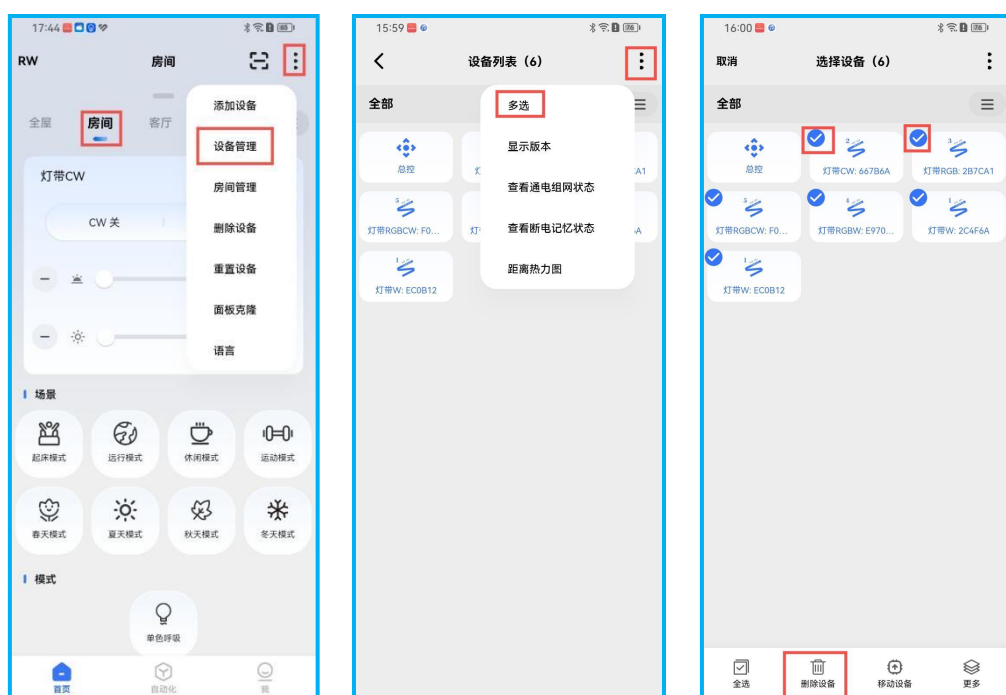 17:44
RW
房间
添加设备
全屋
房间
客厅
设备管理
灯带CW
房间管理
CW 关
删除设备
重置设备
面板克隆
语言
场景
起床模式
远行模式
休闲模式
运动模式
春天模式
夏天模式
秋天模式
冬天模式
模式
单色呼吸
首页
自动化
我
15:59
设备列表（6）
全部
多选
总控
显示版本
A1
查看通电组网状态
灯带RGBCW: F0...
灯
查看断电记忆状态
距离热力图
灯带W: EC0B12
16:00
取消
选择设备（6）
全部
总控
2
灯带CW: 667B6A
3
灯带RGB: 2B7CA1
5
灯带RGBCW: F0...
4
灯带RGBW: E970...
1
灯带W: 2C4F6A
1
灯带W: EC0B12
全选
删除设备
移动设备
更多